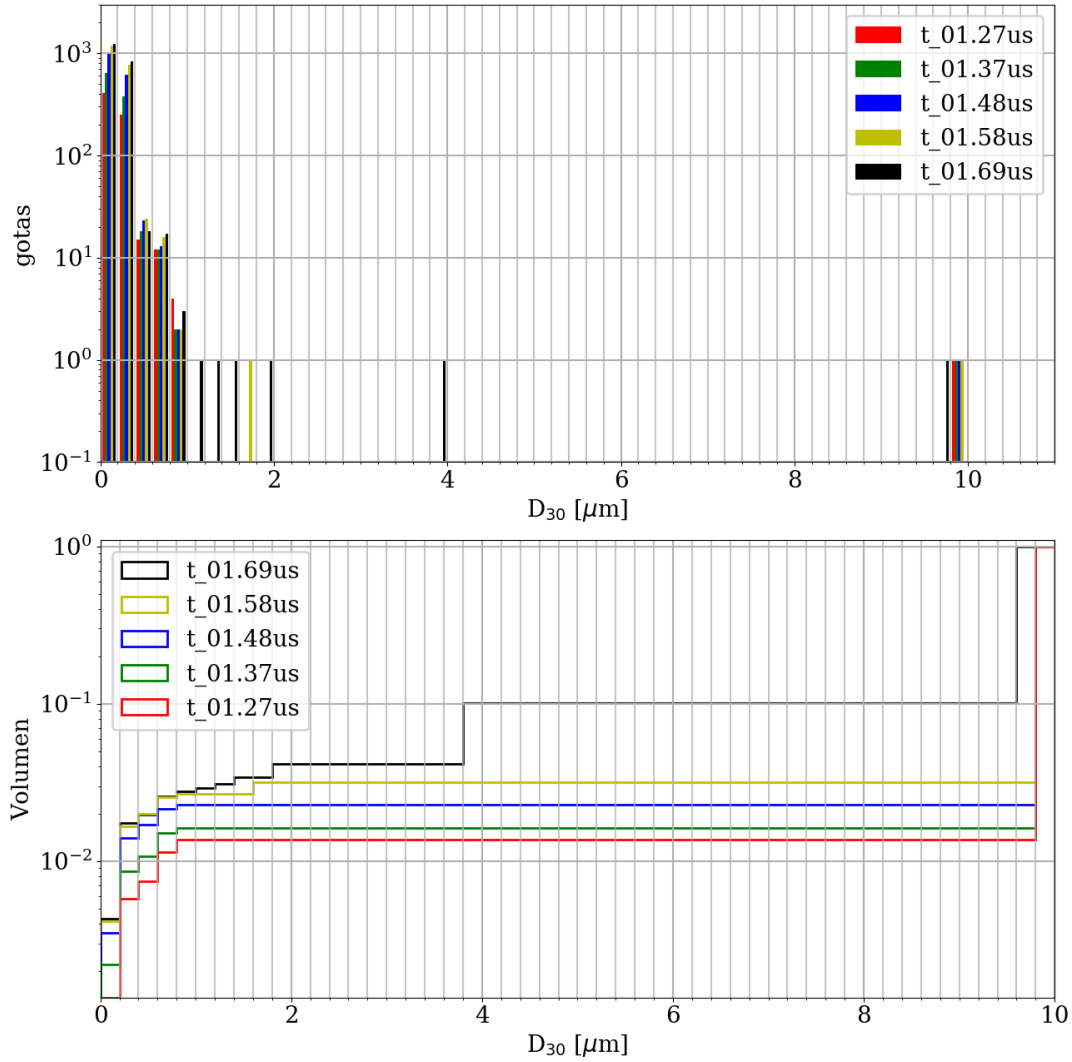 10³
10²
10¹
10⁰
10⁻¹
gotas
t_01.27us
t_01.37us
t_01.48us
t_01.58us
t_01.69us
0 2 4 6 8 10
D₃₀ [μm]
10⁰
10⁻¹
10⁻²
Volumen
t_01.69us
t_01.58us
t_01.48us
t_01.37us
t_01.27us
0 2 4 6 8 10
D₃₀ [μm]